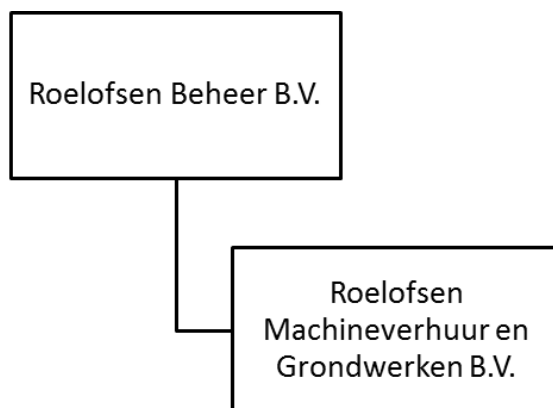 Roelofsen Beheer B.V.
Roelofsen
Machineverhuur en
Grondwerken B.V.